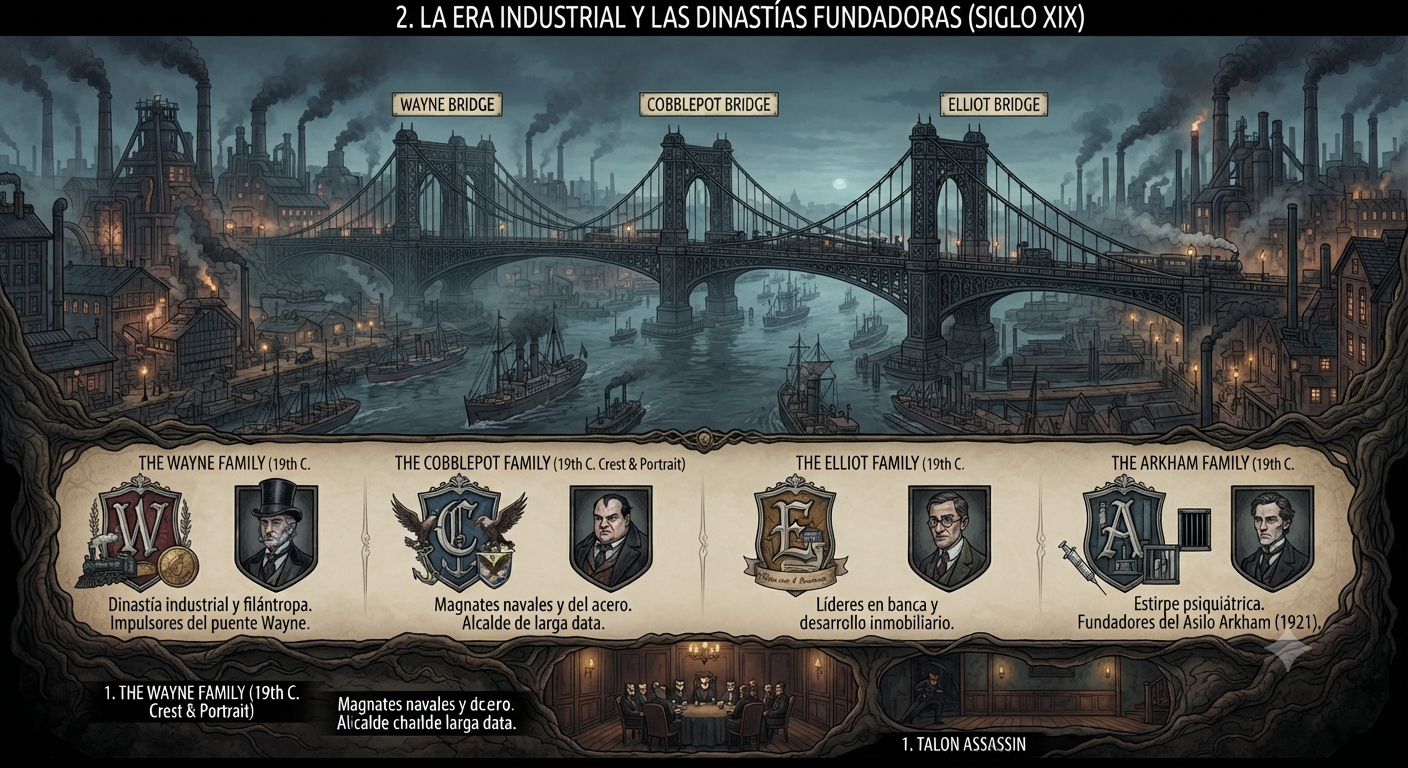 2. LA ERA INDUSTRIAL Y LAS DINASTÍAS FUNDADORAS (SIGLO XIX)
WAYNE BRIDGE
COBBLEPOT BRIDGE
ELLIOT BRIDGE
THE WAYNE FAMILY (19th C.
W
Dinastía industrial y filántropa.
Impulsores del puente Wayne.
THE COBBLEPOT FAMILY (19th C. Crest & Portrait)
C
Magnates navales y del acero.
Alcalde de larga data.
THE ELLIOT FAMILY (19th C.
E
Líderes en banca y
desarrollo inmobiliario.
THE ARKHAM FAMILY (19th C.
A
Estirpe psiquiátrica.
Fundadores del Asilo Arkham (1921).
1. THE WAYNE FAMILY (19th C.
Crest & Portrait)
Magnates navales y dcero.
Alcalde chailde larga data.
1. TALON ASSASSIN